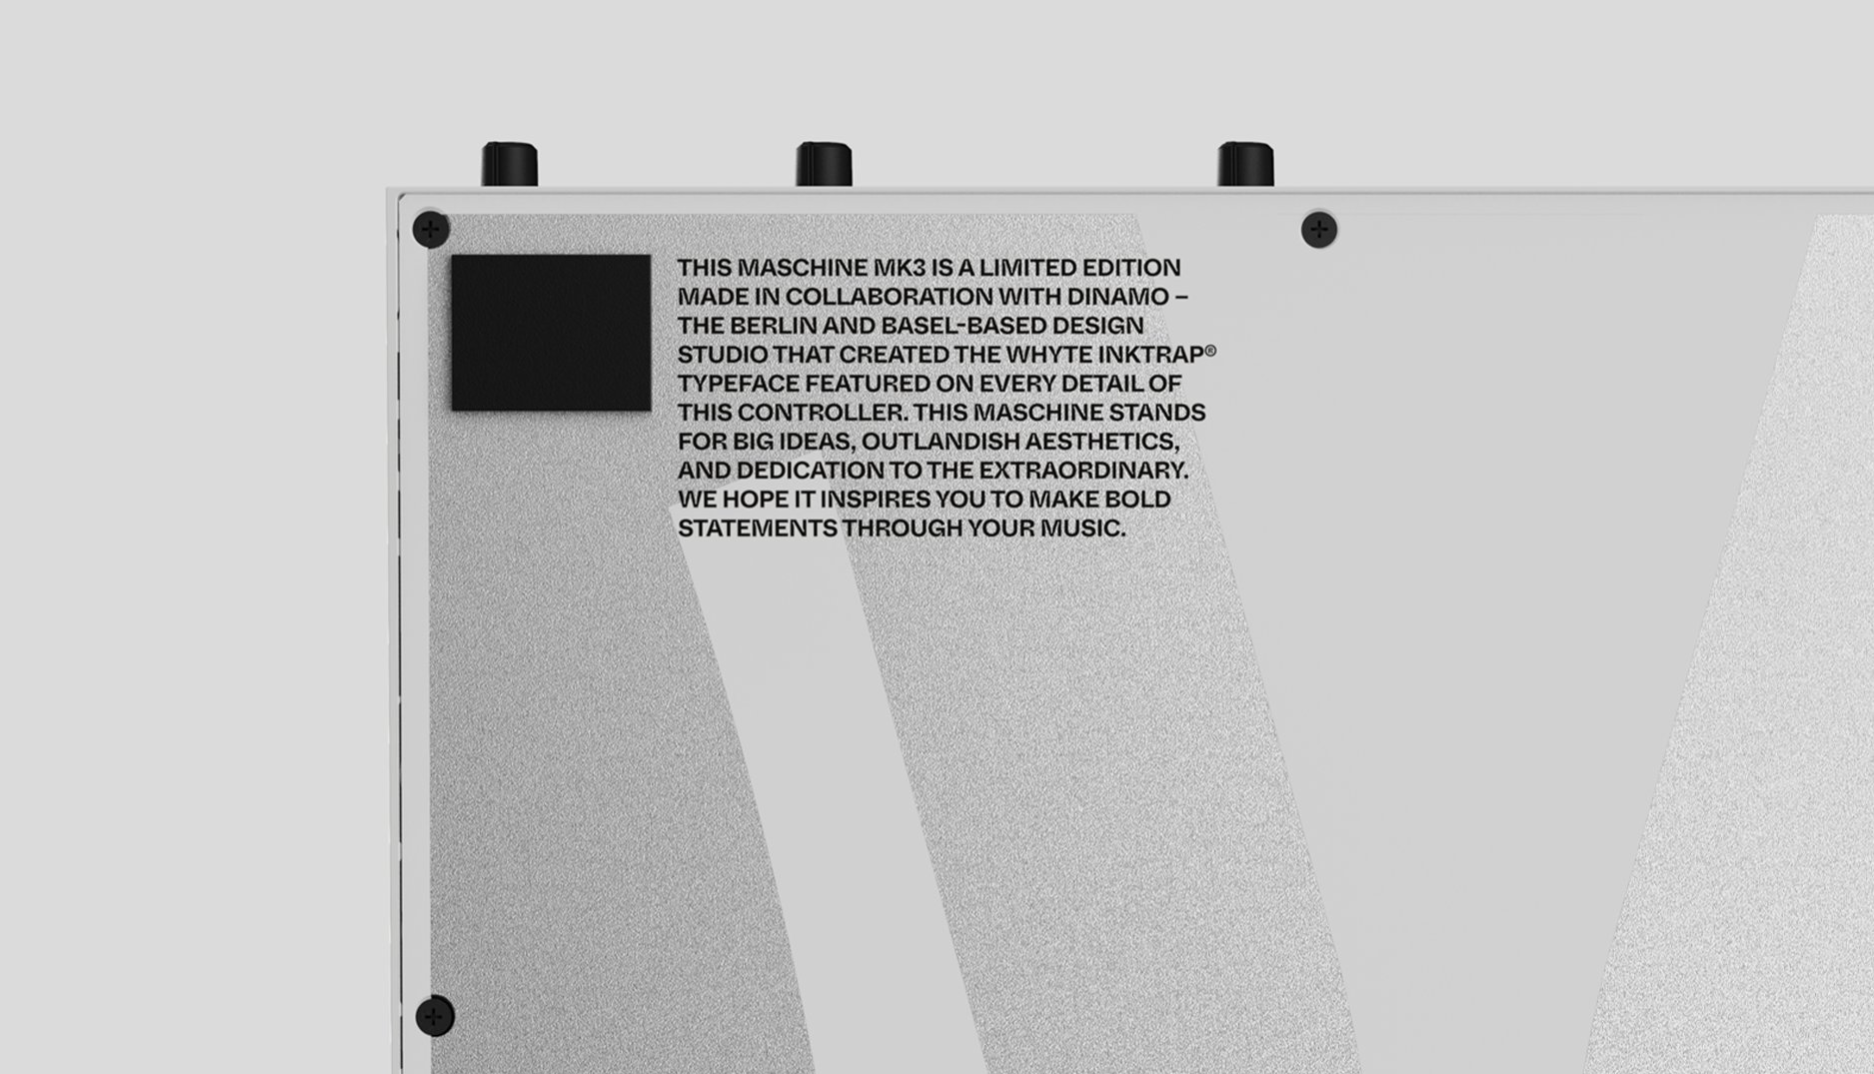 THIS MASCHINE MK3 IS A LIMITED EDITION
MADE IN COLLABORATION WITH DINAMO –
THE BERLIN AND BASEL-BASED DESIGN
STUDIO THAT CREATED THE WHYTE INKTRAP®
TYPEFACE FEATURED ON EVERY DETAIL OF
THIS CONTROLLER. THIS MASCHINE STANDS
FOR BIG IDEAS, OUTLANDISH AESTHETICS,
AND DEDICATION TO THE EXTRAORDINARY.
WE HOPE IT INSPIRES YOU TO MAKE BOLD
STATEMENTS THROUGH YOUR MUSIC.